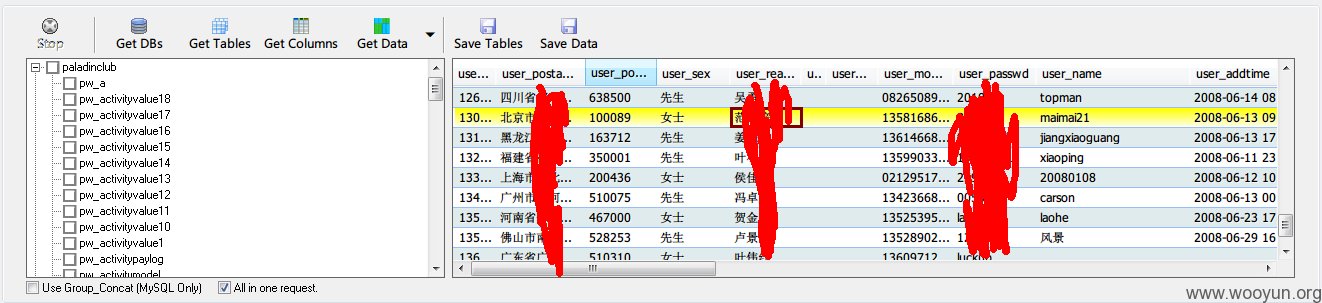 Stop Get DBs Get Tables Get Columns Get Data Save Tables Save Data
paladinclub
pw_a
pw_activityvalue18
pw_activityvalue17
pw_activityvalue16
pw_activityvalue15
pw_activityvalue14
pw_activityvalue13
pw_activityvalue12
pw_activityvalue11
pw_activityvalue10
pw_activityvalue1
pw_activitypaylog
pw_activitymodel
use... user_posta... user_po... user_sex user_rea... u.. user... user_mo... user_passwd user_name user_addtime
126... 四川省 638500 先生 吴 08265089... topman 2008-06-14 08
130... 北京市 100089 女士 13581686... maimai21 2008-06-13 09
131... 黑龙江 163712 先生 姜 13614668... jiangxiaoguang 2008-06-13 17
132... 福建省 350001 先生 叶 13599033... xiaoping 2008-06-11 23
133... 上海市 北... 200436 女士 侯佳 02129517... 20080108 2008-06-12 10
134... 广州市 河... 510075 先生 冯卓 13423668... carson 2008-06-23 00
135... 河南省 467000 女士 贺金 13525395... la laohe 2008-06-23 17
135... 佛山市南 528253 先生 卢景 13528902... 12 风景 2008-06-29 16
136 广东省广 510310 女士 叶伟 13609712
Use Group_Concat (MySQL Only) All in one request.
www.wooyun.org